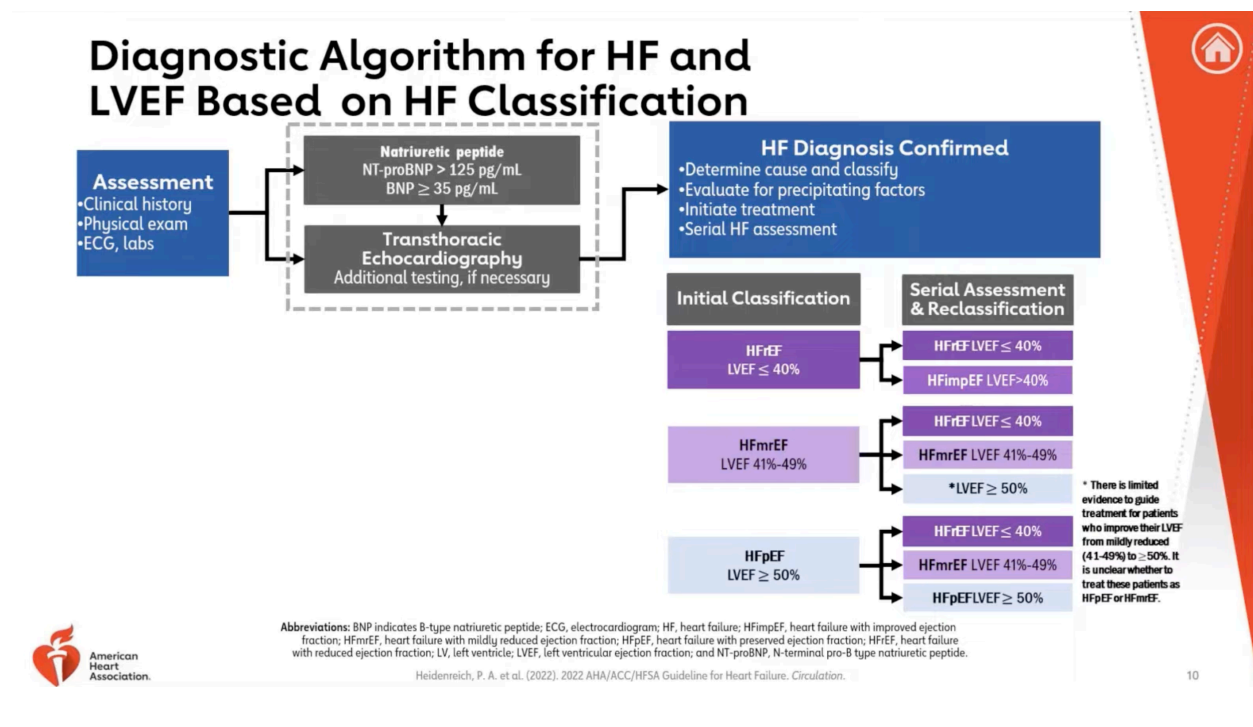 Diagnostic Algorithm for HF and
LVEF Based on HF Classification
Assessment
•Clinical history
•Physical exam
•ECG, labs
Natriuretic peptide
NT-proBNP > 125 pg/mL
BNP ≥ 35 pg/mL
Transthoracic
Echocardiography
Additional testing, if necessary
HF Diagnosis Confirmed
•Determine cause and classify
•Evaluate for precipitating factors
•Initiate treatment
•Serial HF assessment
Initial Classification
Serial Assessment
& Reclassification
HFrEF
LVEF ≤ 40%
HFrEF LVEF ≤ 40%
HFimpEF LVEF>40%
HFmrEF
LVEF 41%-49%
HFrEF LVEF ≤ 40%
HFmrEF LVEF 41%-49%
*LVEF ≥ 50%
HFpEF
LVEF ≥ 50%
HFrEF LVEF ≤ 40%
HFmrEF LVEF 41%-49%
HFpEF LVEF ≥ 50%
* There is limited
evidence to guide
treatment for patients
who improve their LVEF
from mildly reduced
(41-49%) to ≥50%. It
is unclear whether to
treat these patients as
HFpEF or HFmrEF.
Abbreviations: BNP indicates B-type natriuretic peptide; ECG, electrocardiogram; HF, heart failure; HFimpEF, heart failure with improved ejection
fraction; HFmrEF, heart failure with mildly reduced ejection fraction; HFpEF, heart failure with preserved ejection fraction; HFrEF, heart failure
with reduced ejection fraction; LV, left ventricle; LVEF, left ventricular ejection fraction; and NT-proBNP, N-terminal pro-B type natriuretic peptide.
American
Heart
Association.
Heidenreich, P. A. et al. (2022). 2022 AHA/ACC/HFSA Guideline for Heart Failure. Circulation.
10